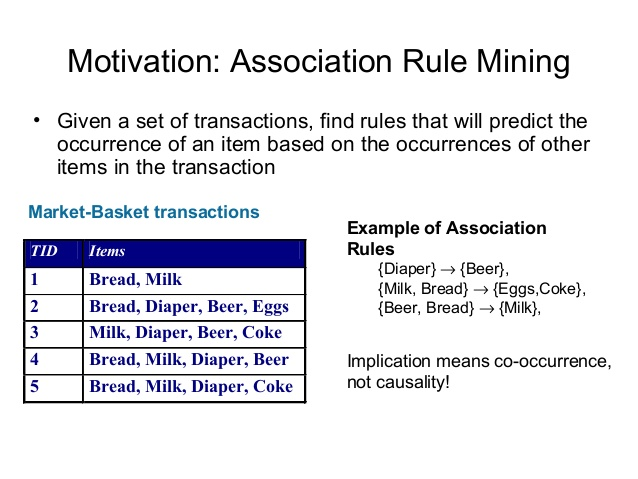 Motivation: Association Rule Mining
• Given a set of transactions, find rules that will predict the
occurrence of an item based on the occurrences of other
items in the transaction
Market-Basket transactions
TID Items
1 Bread, Milk
2 Bread, Diaper, Beer, Eggs
3 Milk, Diaper, Beer, Coke
4 Bread, Milk, Diaper, Beer
5 Bread, Milk, Diaper, Coke
Example of Association
Rules
{Diaper} → {Beer},
{Milk, Bread} → {Eggs,Coke},
{Beer, Bread} → {Milk},
Implication means co-occurrence,
not causality!